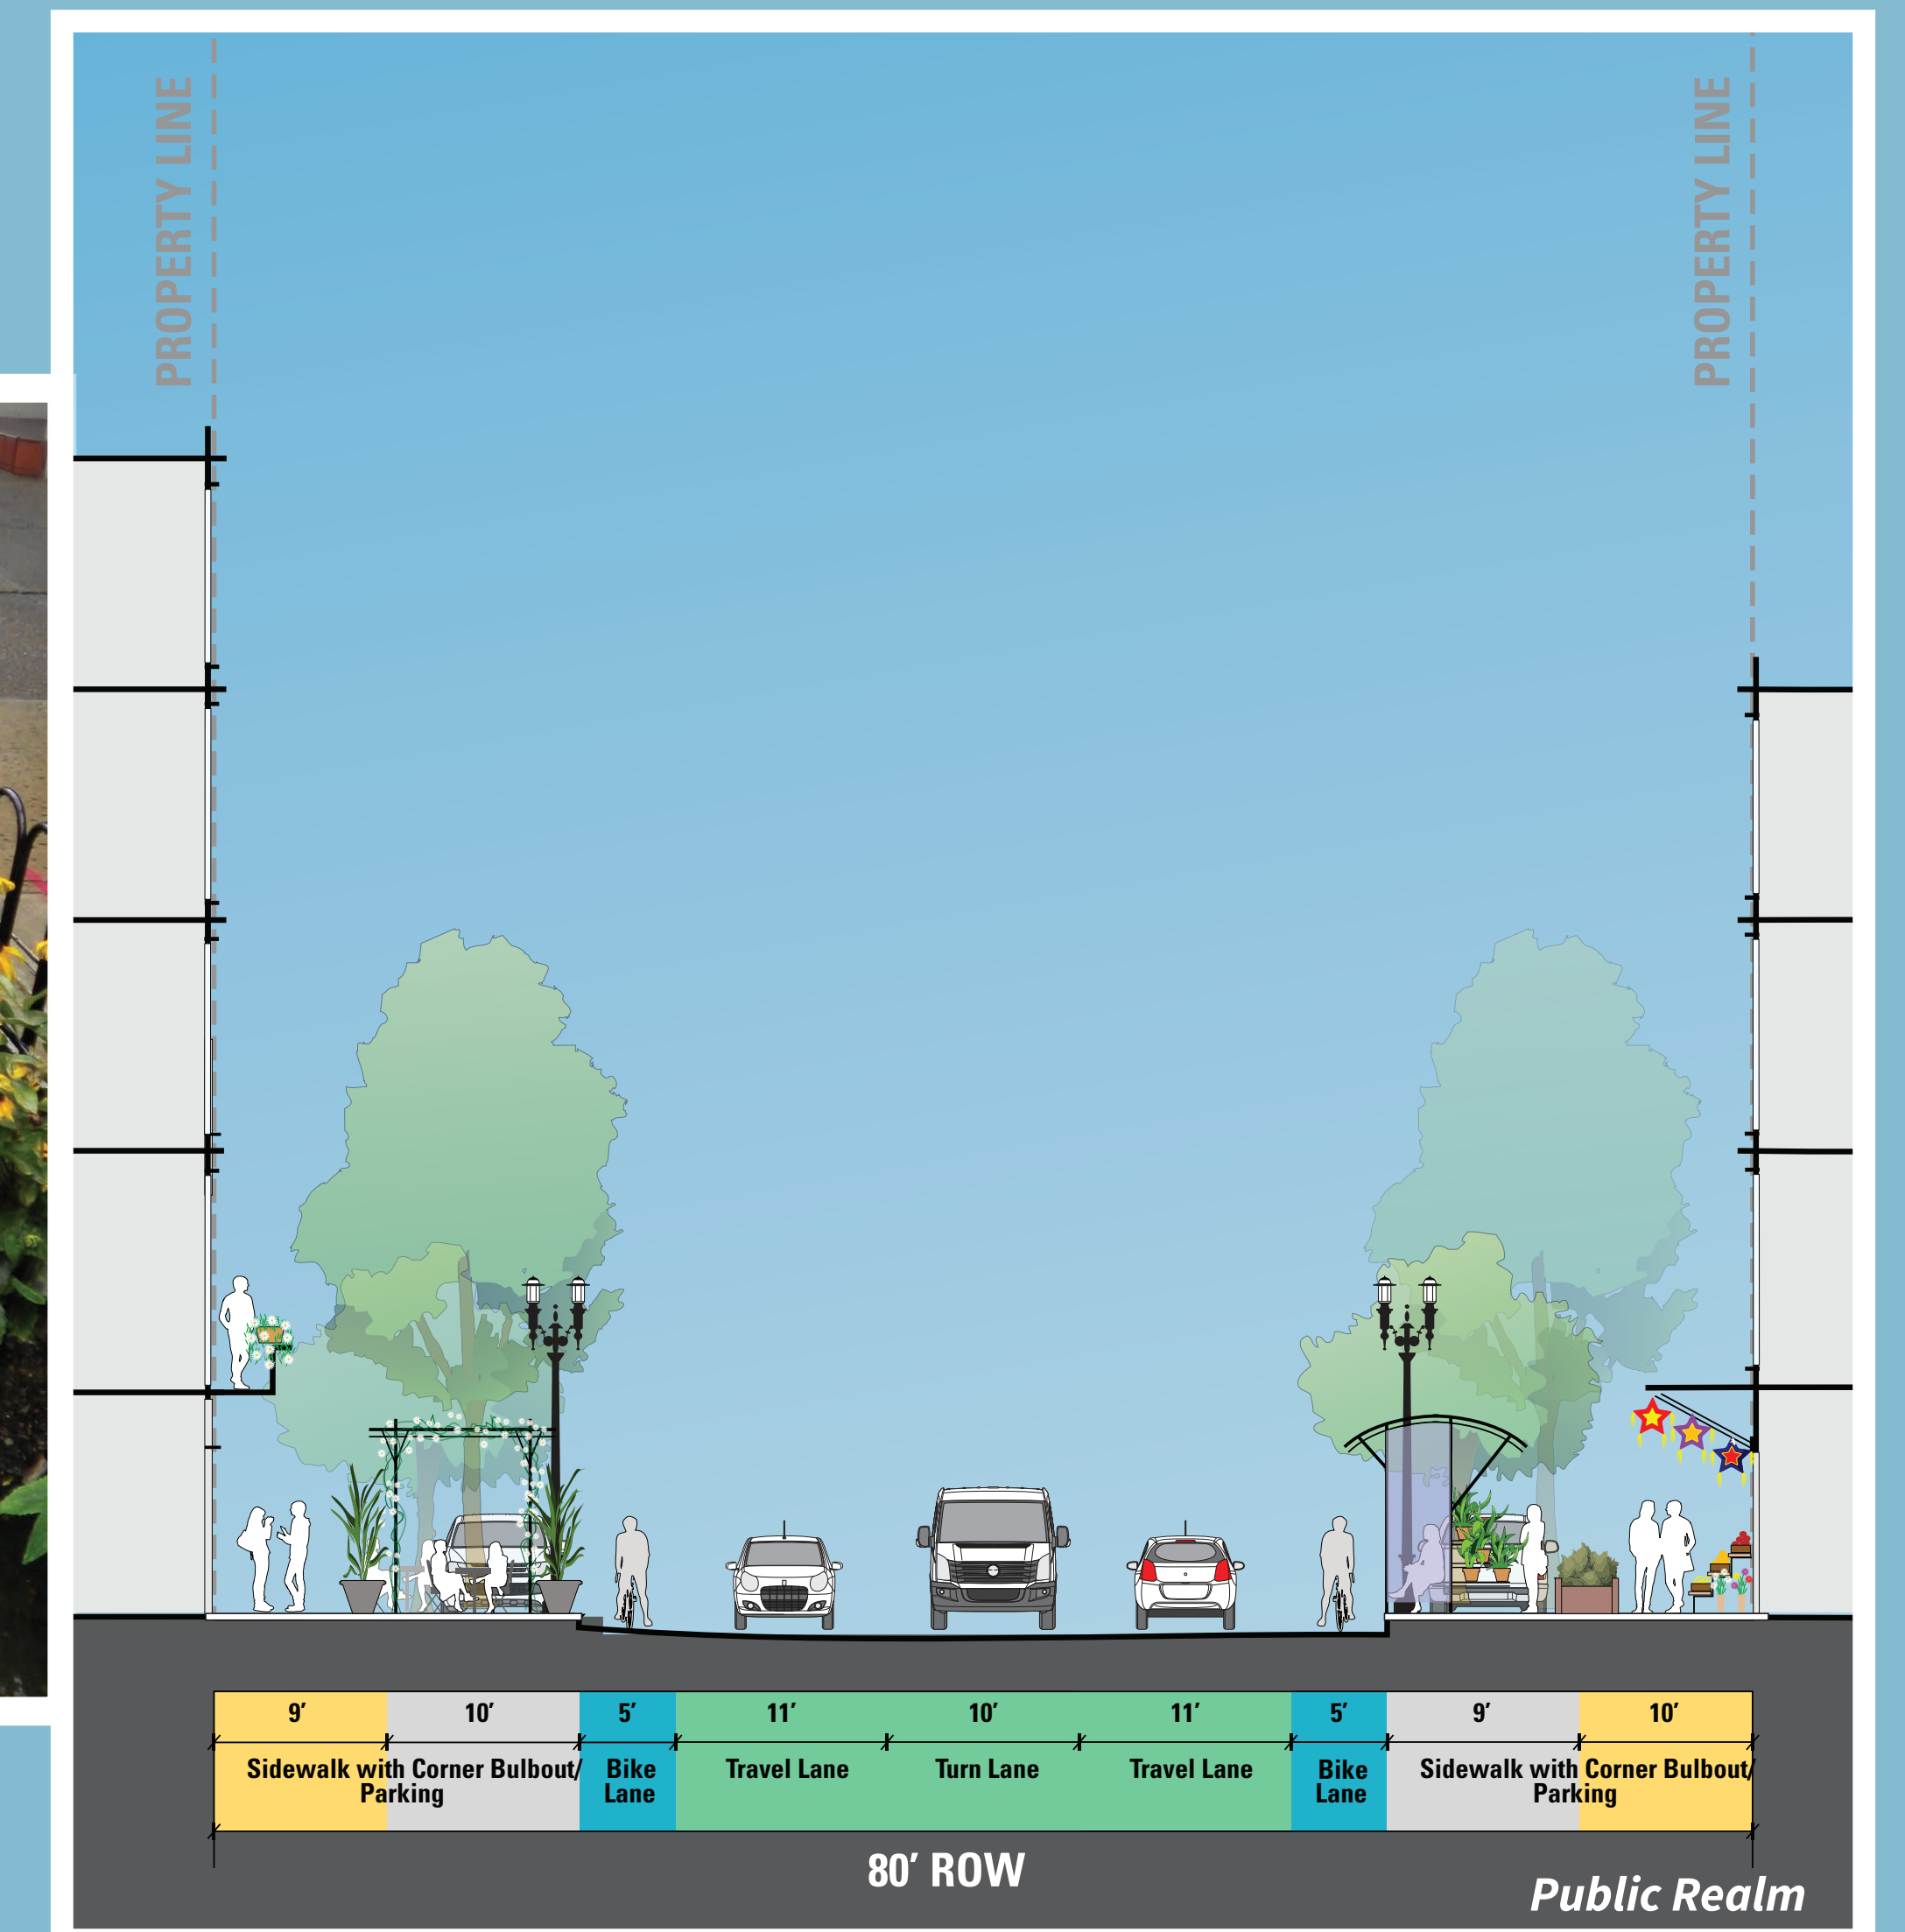 PROPERTY LINE
PROPERTY LINE
9’ 10’ 5’ 11’ 10’ 11’ 5’ 9’ 10’
Sidewalk with Corner Bulbout/ Bike Travel Lane Turn Lane Travel Lane Bike Sidewalk with Corner Bulbout/
Parking Lane Lane Parking
80’ ROW
Public Realm